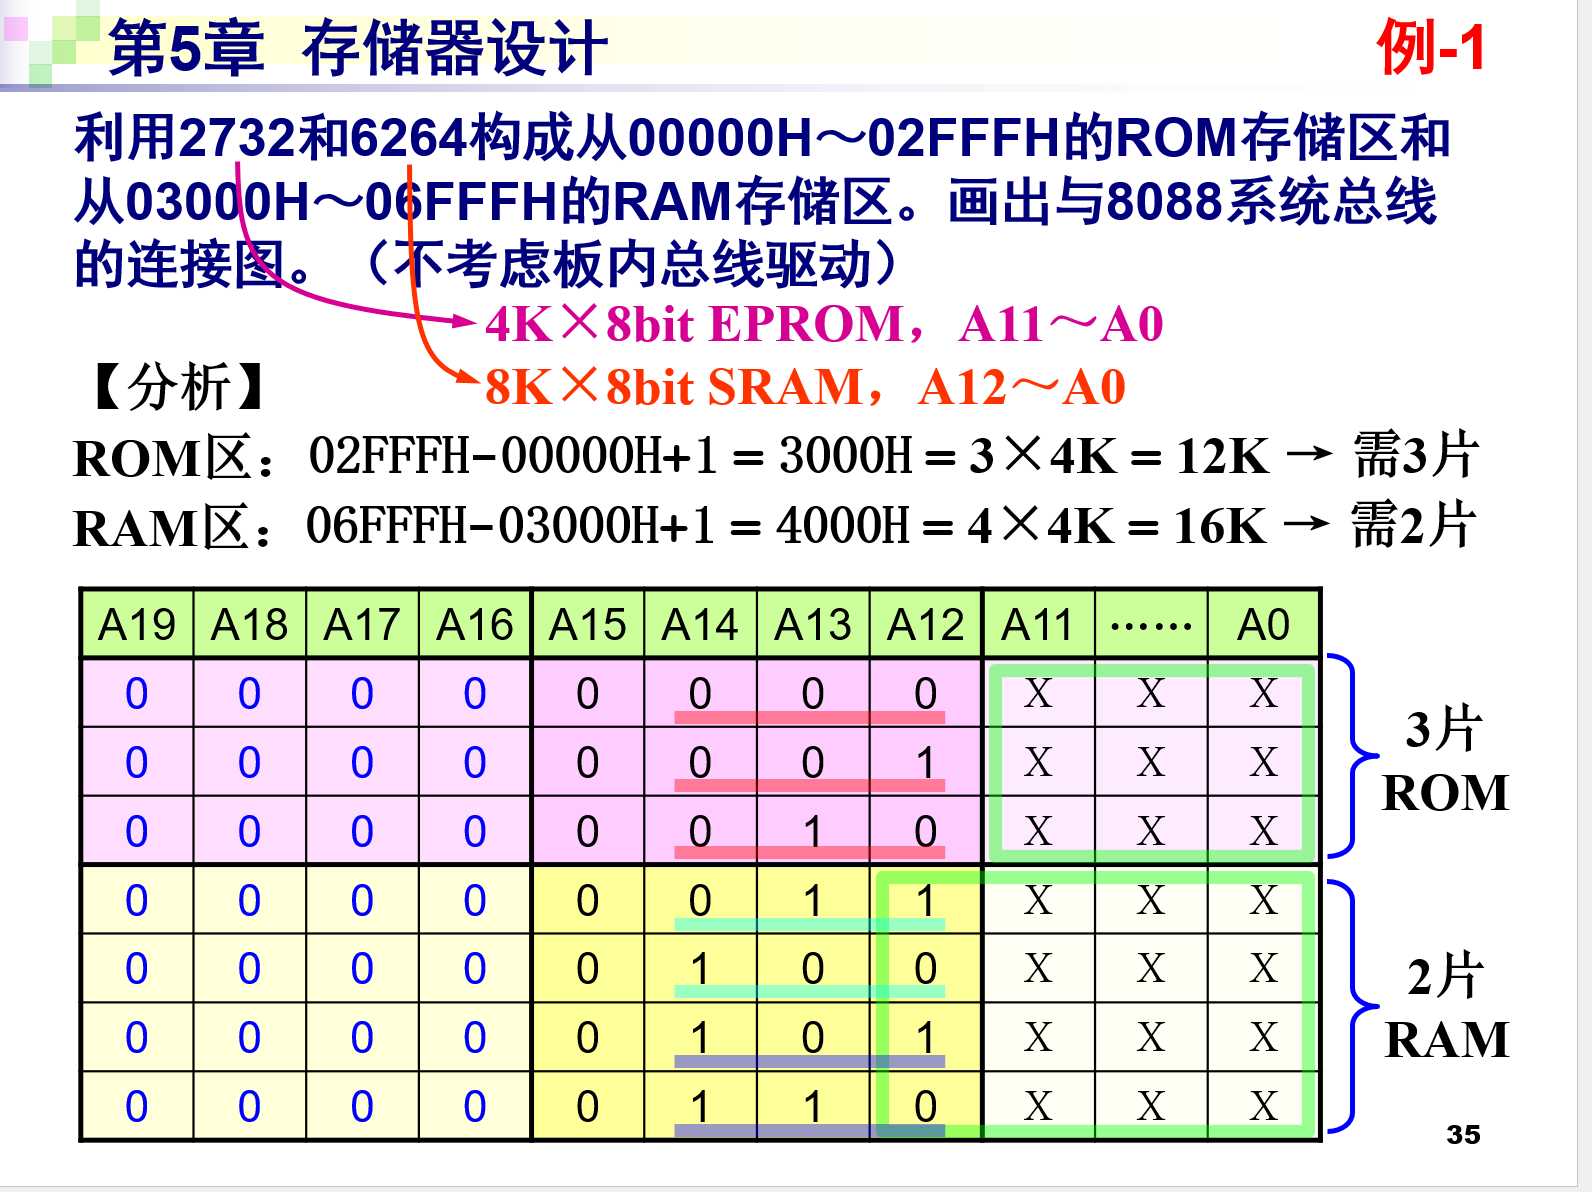 第5章 存储器设计
例-1
利用2732和6264构成从00000H～02FFFH的ROM存储区和
从03000H～06FFFH的RAM存储区。画出与8088系统总线
的连接图。（不考虑板内总线驱动）
4K×8bit EPROM，A11～A0
【分析】
8K×8bit SRAM，A12～A0
ROM区：02FFFH-00000H+1＝3000H＝3×4K＝12K → 需3片
RAM区：06FFFH-03000H+1＝4000H＝4×4K＝16K → 需2片
A19 A18 A17 A16 A15 A14 A13 A12 A11 …… A0
0 0 0 0 0 0 0 0 X X X
0 0 0 0 0 0 0 1 X X X
0 0 0 0 0 0 1 0 X X X
3片
ROM
0 0 0 0 0 0 1 1 X X X
0 0 0 0 0 1 0 0 X X X
0 0 0 0 0 1 0 1 X X X
0 0 0 0 0 1 1 0 X X X
2片
RAM
35